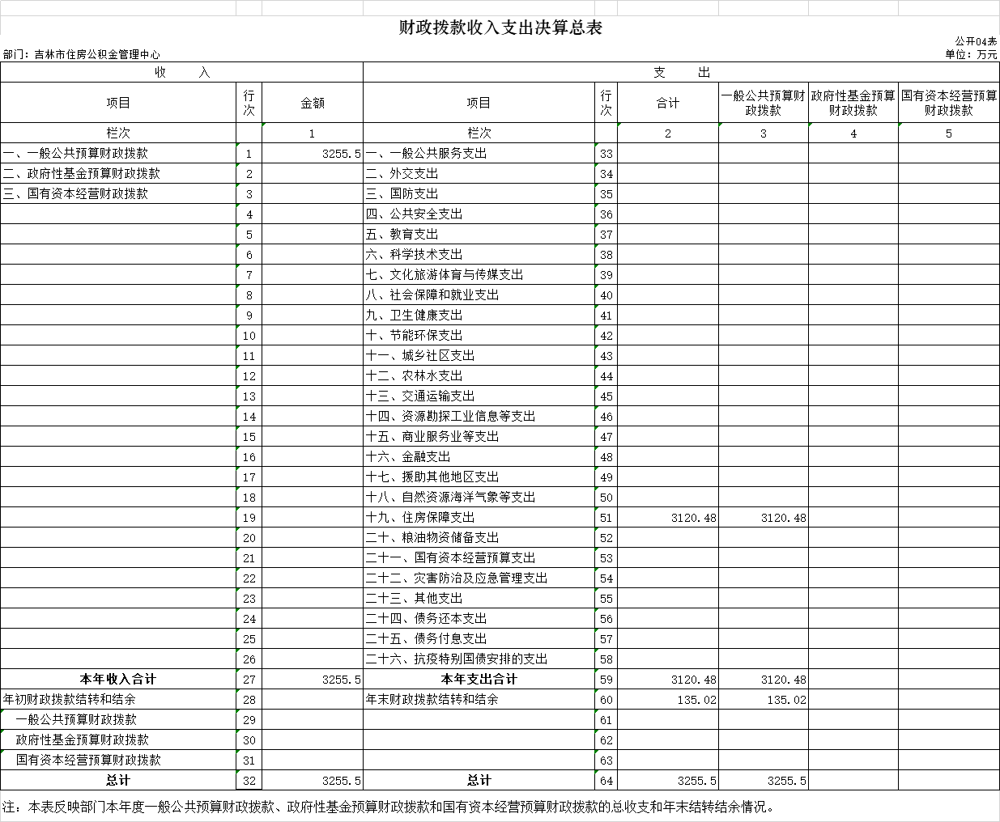 财政拨款收入支出决算总表
公开04表
部门：吉林市住房公积金管理中心 单位：万元
收 入 支 出
项目 行次 金额 项目 行次 合计 一般公共预算财政拨款 政府性基金预算财政拨款 国有资本经营预算财政拨款
栏次 1 栏次 2 3 4 5
一、一般公共预算财政拨款 1 3255.5 一、一般公共服务支出 33
二、政府性基金预算财政拨款 2 二、外交支出 34
三、国有资本经营财政拨款 3 三、国防支出 35
4 四、公共安全支出 36
5 五、教育支出 37
6 六、科学技术支出 38
7 七、文化旅游体育与传媒支出 39
8 八、社会保障和就业支出 40
9 九、卫生健康支出 41
10 十、节能环保支出 42
11 十一、城乡社区支出 43
12 十二、农林水支出 44
13 十三、交通运输支出 45
14 十四、资源勘探工业信息等支出 46
15 十五、商业服务业等支出 47
16 十六、金融支出 48
17 十七、援助其他地区支出 49
18 十八、自然资源海洋气象等支出 50
19 十九、住房保障支出 51 3120.48 3120.48
20 二十、粮油物资储备支出 52
21 二十一、国有资本经营预算支出 53
22 二十二、灾害防治及应急管理支出 54
23 二十三、其他支出 55
24 二十四、债务还本支出 56
25 二十五、债务付息支出 57
26 二十六、抗疫特别国债安排的支出 58
本年收入合计 27 3255.5 本年支出合计 59 3120.48 3120.48
年初财政拨款结转和结余 28 年末财政拨款结转和结余 60 135.02 135.02
一般公共预算财政拨款 29 61
政府性基金预算财政拨款 30 62
国有资本经营预算财政拨款 31 63
总计 32 3255.5 总计 64 3255.5 3255.5
注：本表反映部门本年度一般公共预算财政拨款、政府性基金预算财政拨款和国有资本经营预算财政拨款的总收支和年末结转结余情况。